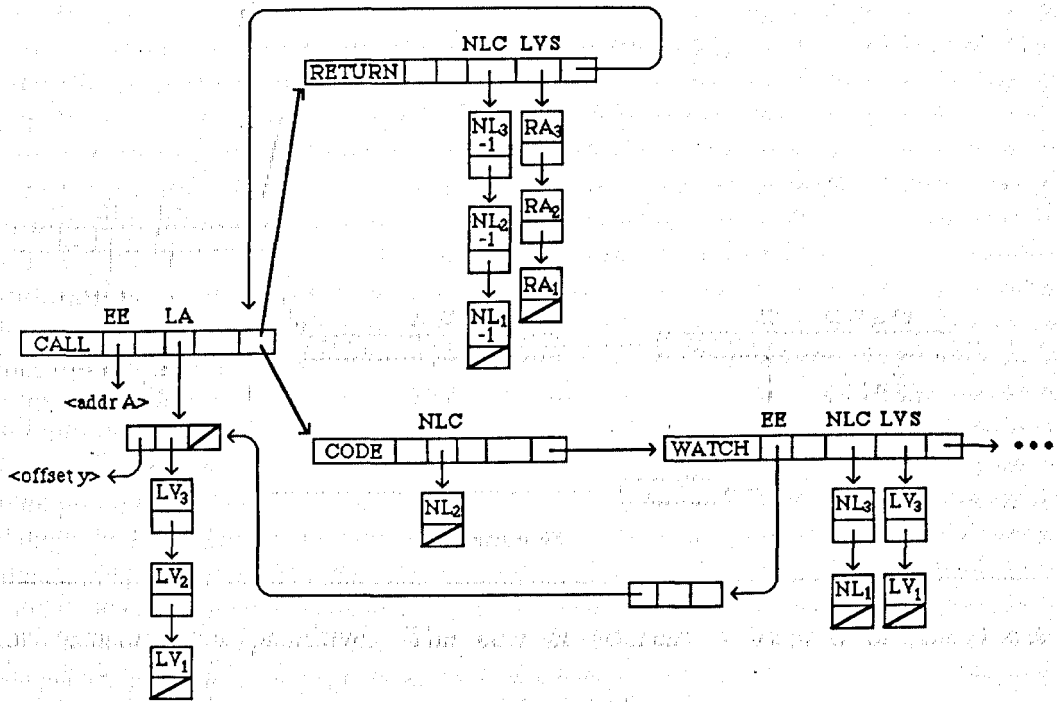 NLC LVS
RETURN
NL3 -1
RA3
NL2 -1
RA2
NL1 -1
RA1
EE LA
CALL
<addr A>
NLC
CODE
NL2
EE NLC LVS
WATCH
NL3
LV3
NL1
LV1
<offset y>
LV3
LV2
LV1